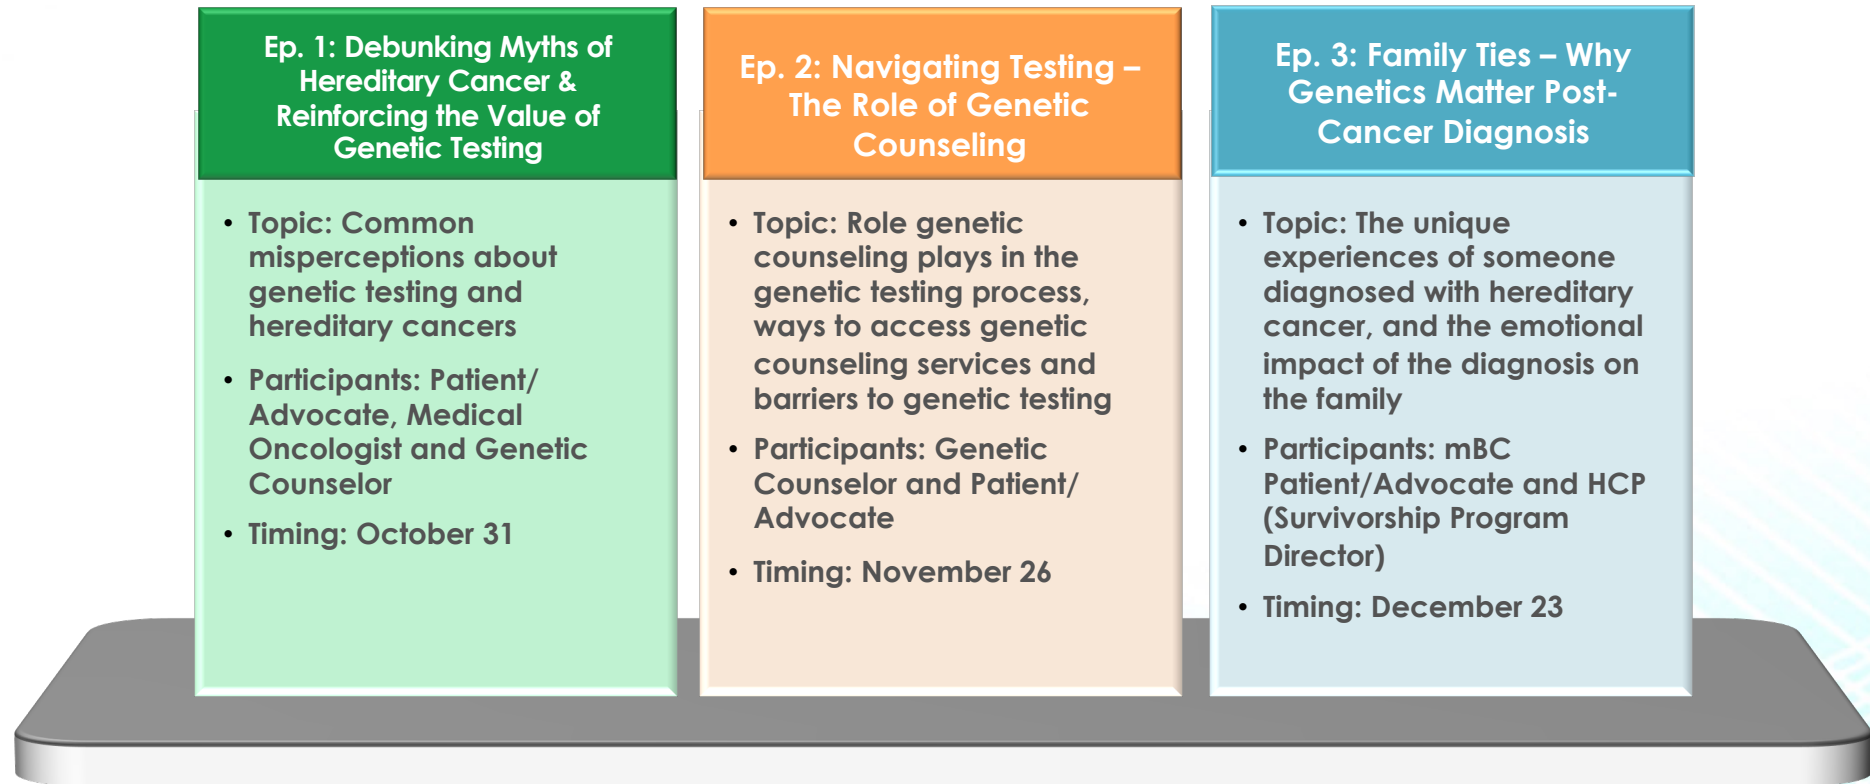 Ep. 1: Debunking Myths of
Hereditary Cancer &
Reinforcing the Value of
Genetic Testing
• Topic: Common
misperceptions about
genetic testing and
hereditary cancers
• Participants: Patient/
Advocate, Medical
Oncologist and Genetic
Counselor
• Timing: October 31
Ep. 2: Navigating Testing –
The Role of Genetic
Counseling
• Topic: Role genetic
counseling plays in the
genetic testing process,
ways to access genetic
counseling services and
barriers to genetic testing
• Participants: Genetic
Counselor and Patient/
Advocate
• Timing: November 26
Ep. 3: Family Ties – Why
Genetics Matter Post-
Cancer Diagnosis
• Topic: The unique
experiences of someone
diagnosed with hereditary
cancer, and the emotional
impact of the diagnosis on
the family
• Participants: mBC
Patient/Advocate and HCP
(Survivorship Program
Director)
• Timing: December 23